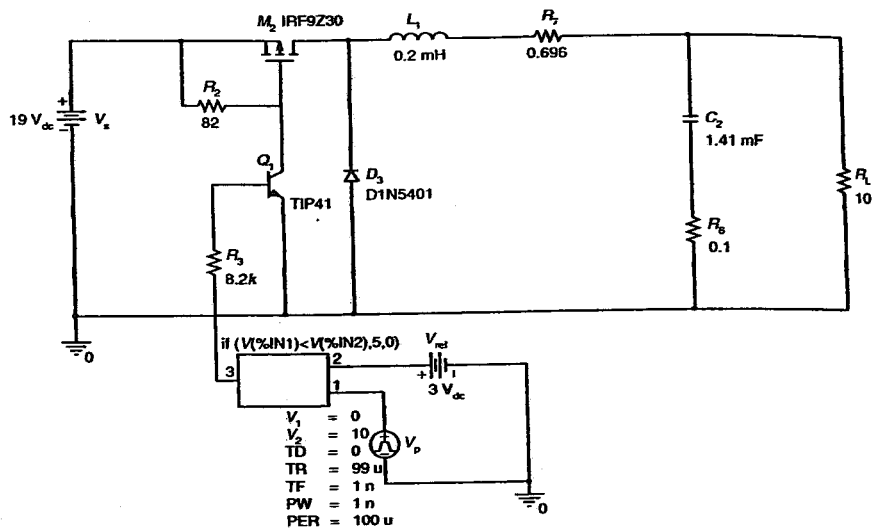 M₂ IRF9Z30
L₁
0.2 mH
R₇
0.696
R₂
82
19 Vdc
+
−
Vs
Q₁
TIP41
D₃
D1N5401
C₂
1.41 mF
RL
10
R₃
8.2k
R₆
0.1
0
if (V(%IN1)<V(%IN2),5,0)
3
2
1
Vref
+
3 Vdc
V₁ = 0
V₂ = 10
TD = 0
TR = 99 u
TF = 1 n
PW = 1 n
PER = 100 u
Vp
0